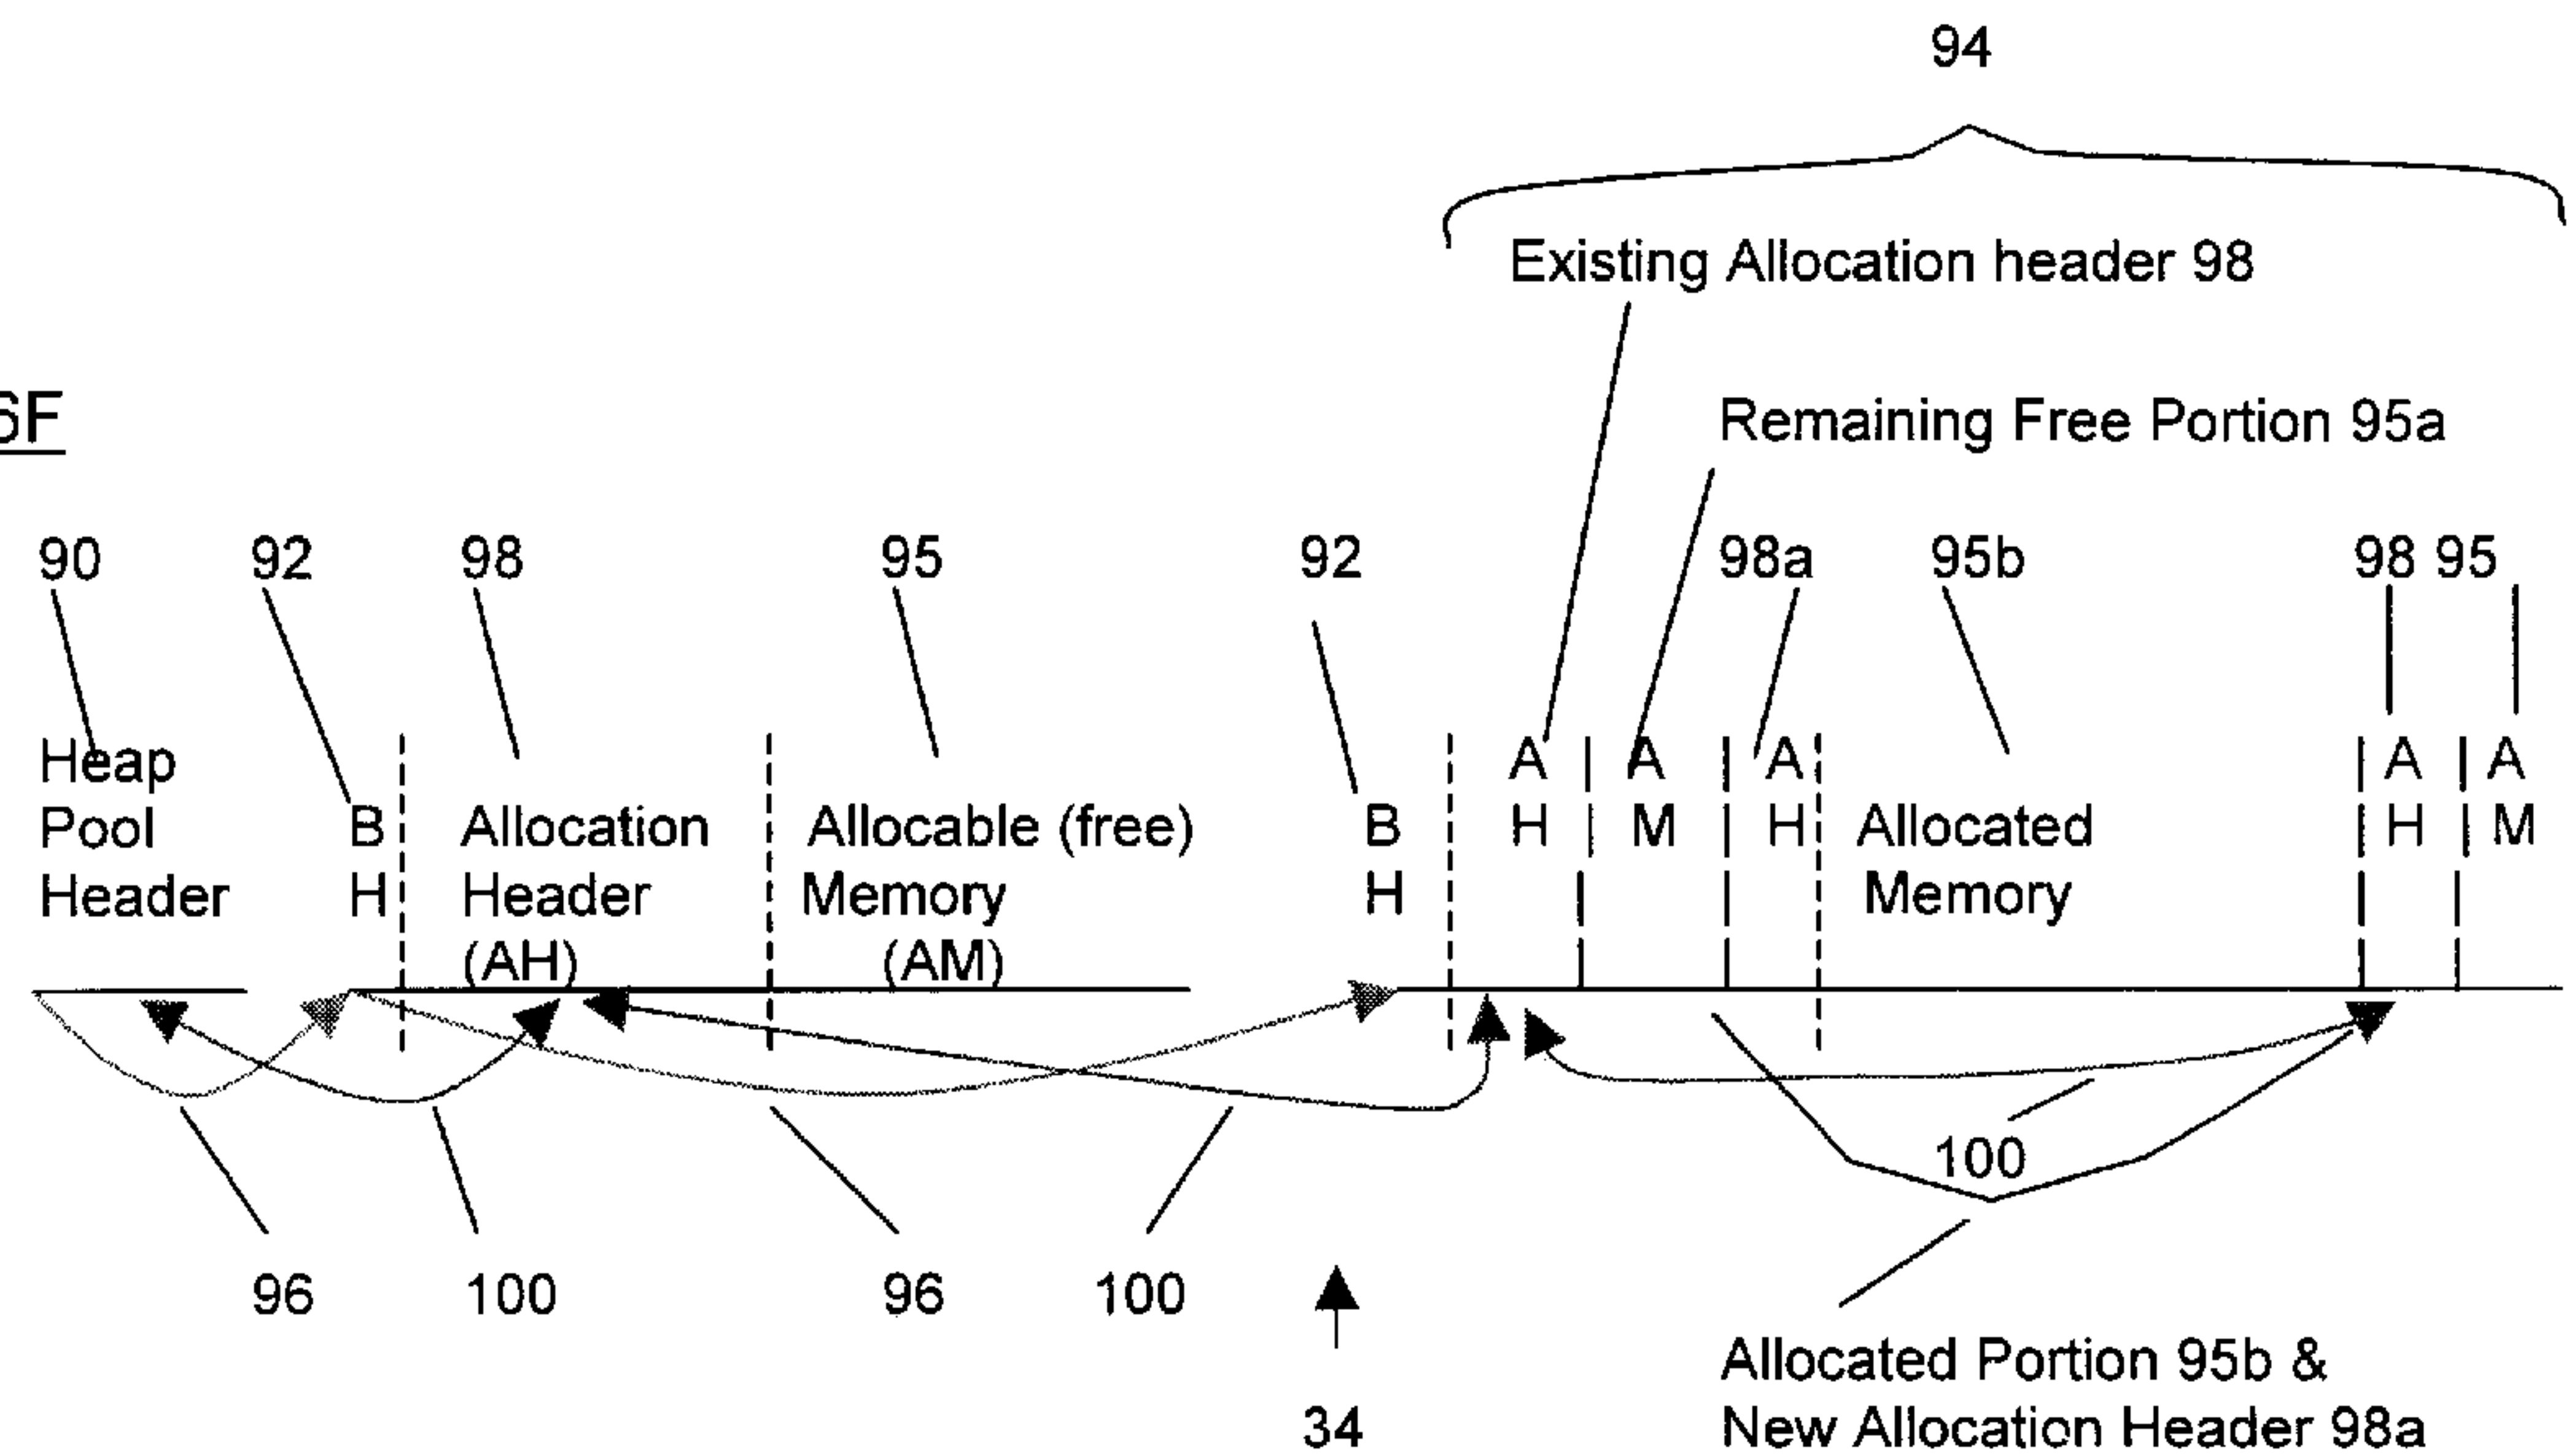 94
Existing Allocation header 98
6F
Remaining Free Portion 95a
90 92 98 95 92 98a 95b 98 95
Heap
Pool
Header
B
H
Allocation
Header
(AH)
Allocable (free)
Memory
(AM)
B
H
A
H
A
M
A
H
Allocated
Memory
A
H
A
M
100
96 100 96 100
34
Allocated Portion 95b &
New Allocation Header 98a